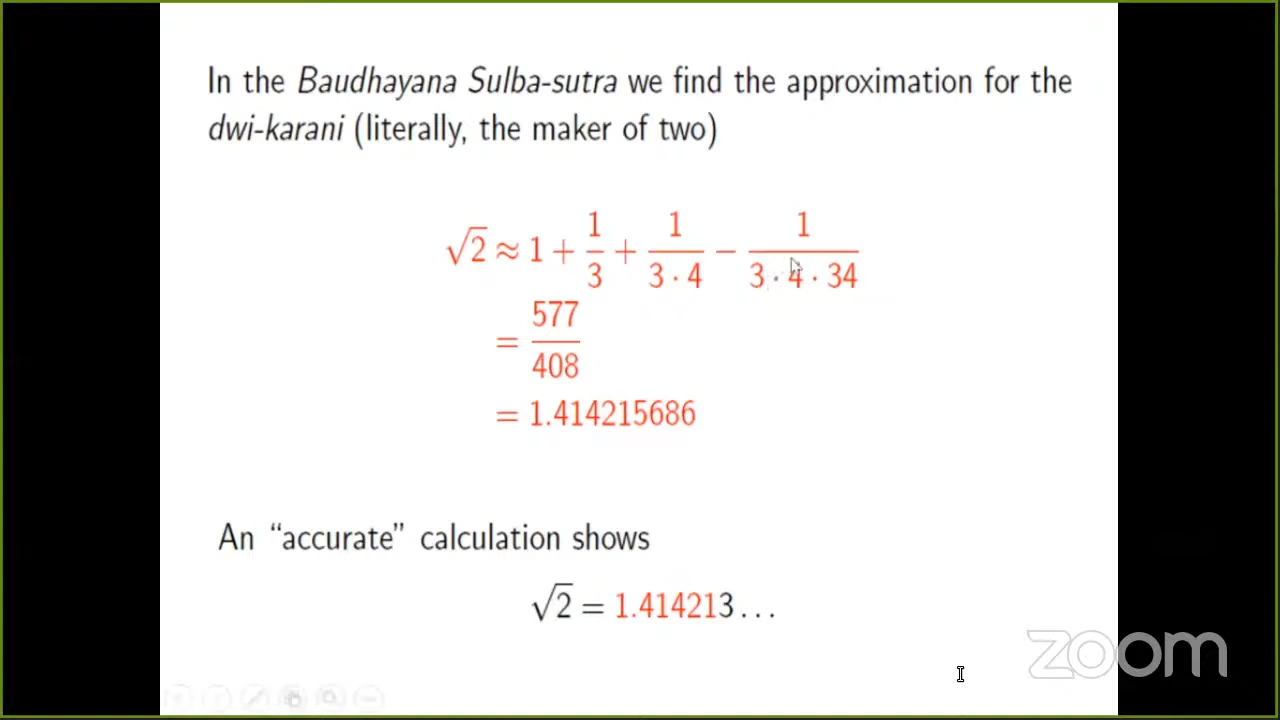 In the Baudhayana Sulba-sutra we find the approximation for the
dwi-karani (literally, the maker of two)
√2 ≈ 1 + 1/3 + 1/(3 · 4) − 1/(3 · 4 · 34)
= 577/408
= 1.414215686
An “accurate” calculation shows
√2 = 1.414213...
zoom